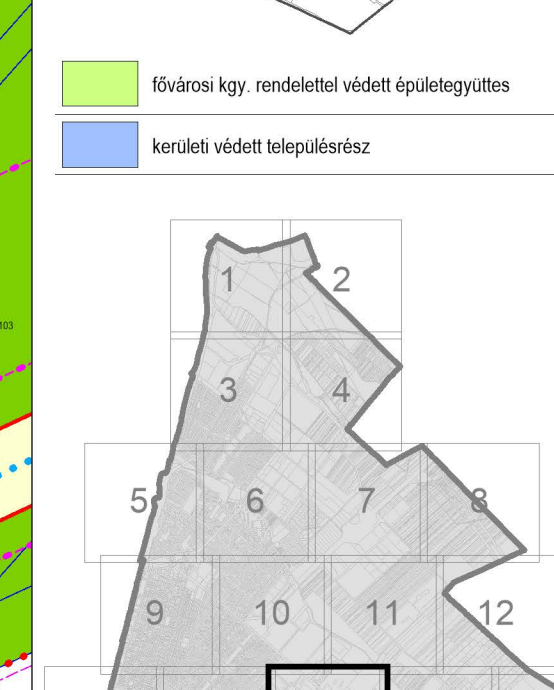 fővárosi kgy. rendelettel védett épületegyüttes
kerületi védett településrész
1 2
103
3 4
5 6 7 8
9 10 11 12